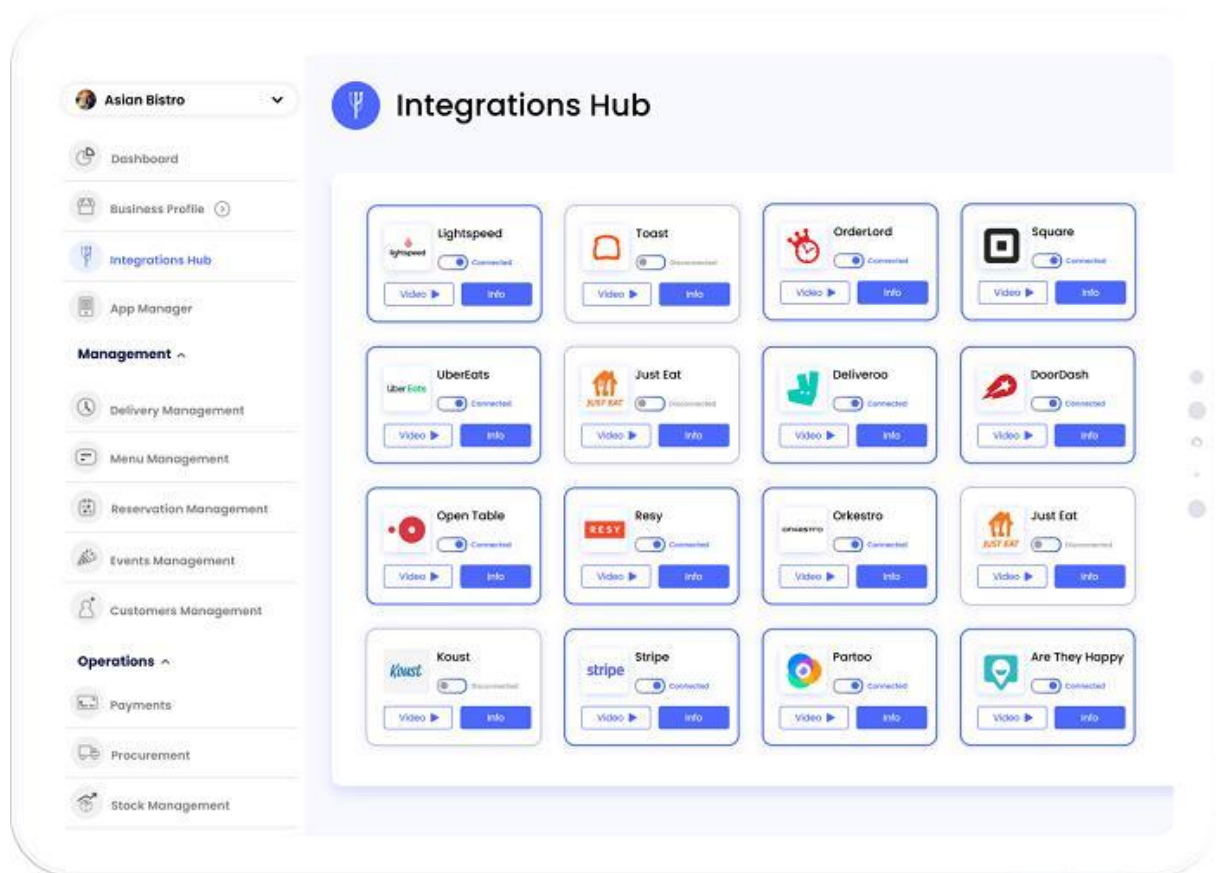 Asian Bistro
Dashboard
Business Profile
Integrations Hub
App Manager
Management
Delivery Management
Menu Management
Reservation Management
Events Management
Customers Management
Operations
Payments
Procurement
Stock Management
Integrations Hub
lightspeed
Lightspeed
Connected
Video
Info
Toast
Disconnected
Video
Info
OrderLord
Connected
Video
Info
Square
Connected
Video
Info
Uber Eats
UberEats
Connected
Video
Info
JUST EAT
Just Eat
Disconnected
Video
Info
Deliveroo
Connected
Video
Info
DoorDash
Connected
Video
Info
Open Table
Connected
Video
Info
RESY
Resy
Connected
Video
Info
ORKESTRO
Orkestro
Connected
Video
Info
JUST EAT
Just Eat
Disconnected
Video
Info
Koust
Koust
Disconnected
Video
Info
stripe
Stripe
Connected
Video
Info
Partoo
Connected
Video
Info
Are They Happy
Connected
Video
Info